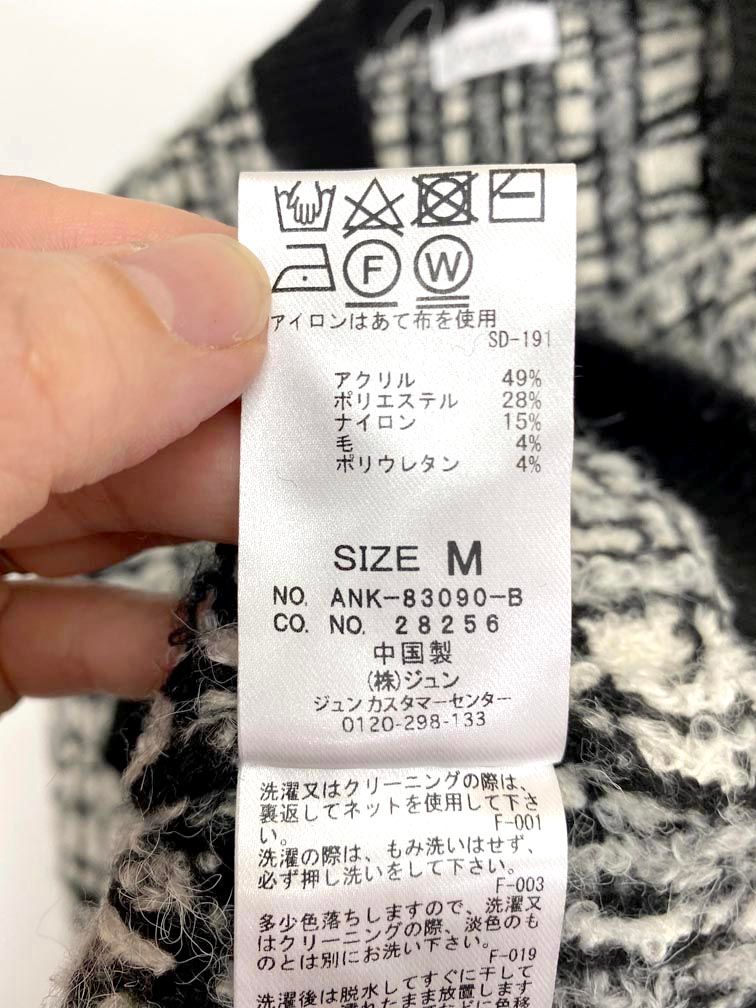 F W
アイロンはあて布を使用
SD-191
アクリル 49%
ポリエステル 28%
ナイロン 15%
毛 4%
ポリウレタン 4%
SIZE M
NO. ANK-83090-B
CO. NO. 28256
中国製
(株)ジュン
ジュンカスタマーセンター
0120-298-133
洗濯又はクリーニングの際は、
裏返してネットを使用して下さ
い。 F-001
洗濯の際は、もみ洗いはせず、
必ず押し洗いをして下さい。
F-003
多少色落ちしますので、洗濯又
はクリーニングの際、淡色のも
のとは別にお洗い下さい。
F-019
洗濯後は脱水してすぐに干して